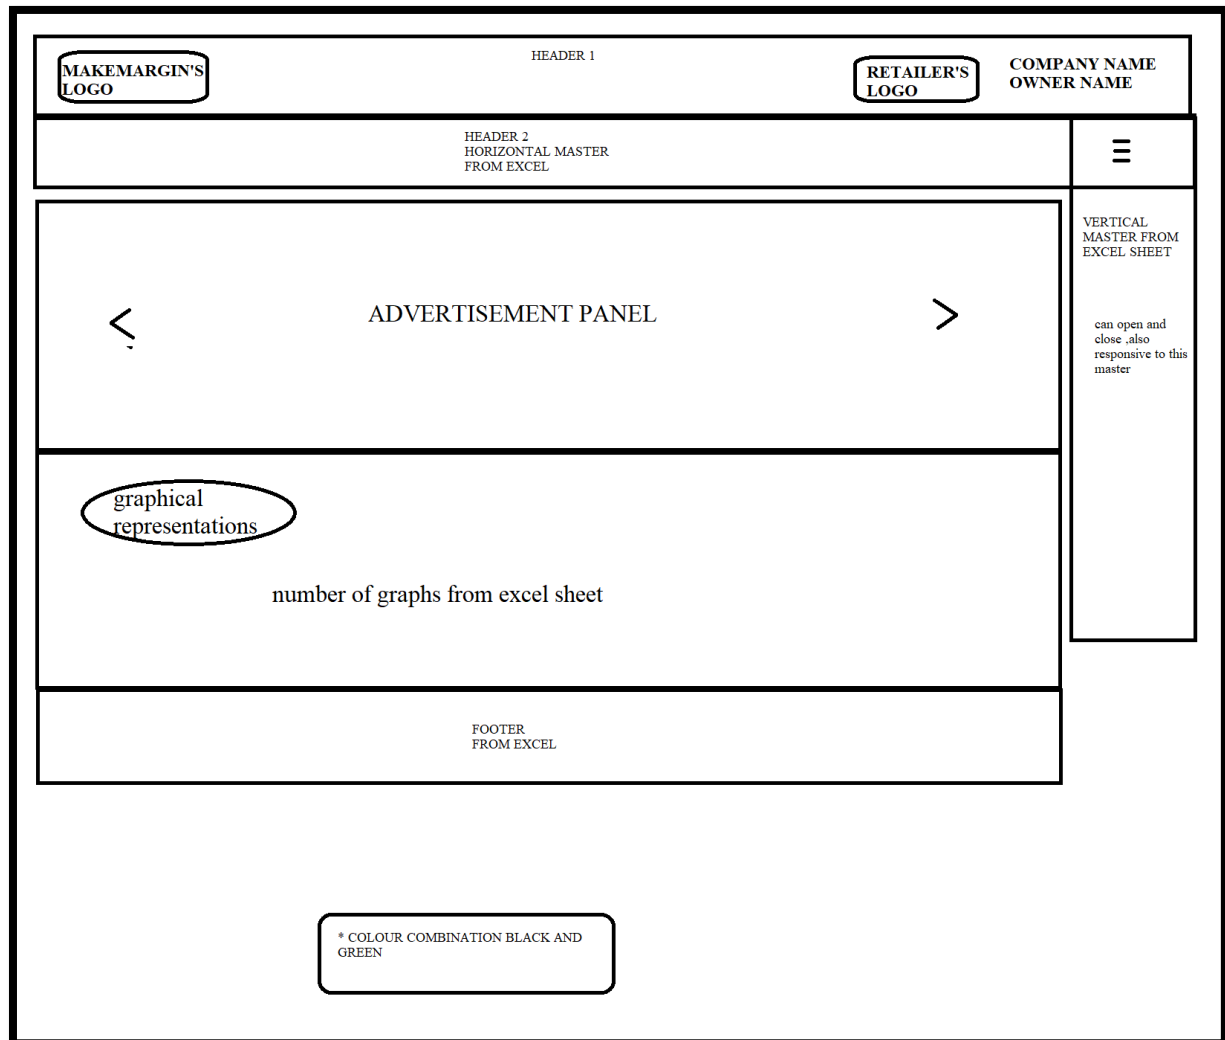 HEADER 1
MAKEMARGIN'S
LOGO
RETAILER'S
LOGO
COMPANY NAME
OWNER NAME
HEADER 2
HORIZONTAL MASTER
FROM EXCEL
VERTICAL
MASTER FROM
EXCEL SHEET
can open and
close ,also
responsive to this
master
ADVERTISEMENT PANEL
graphical
representations
number of graphs from excel sheet
FOOTER
FROM EXCEL
* COLOUR COMBINATION BLACK AND
GREEN